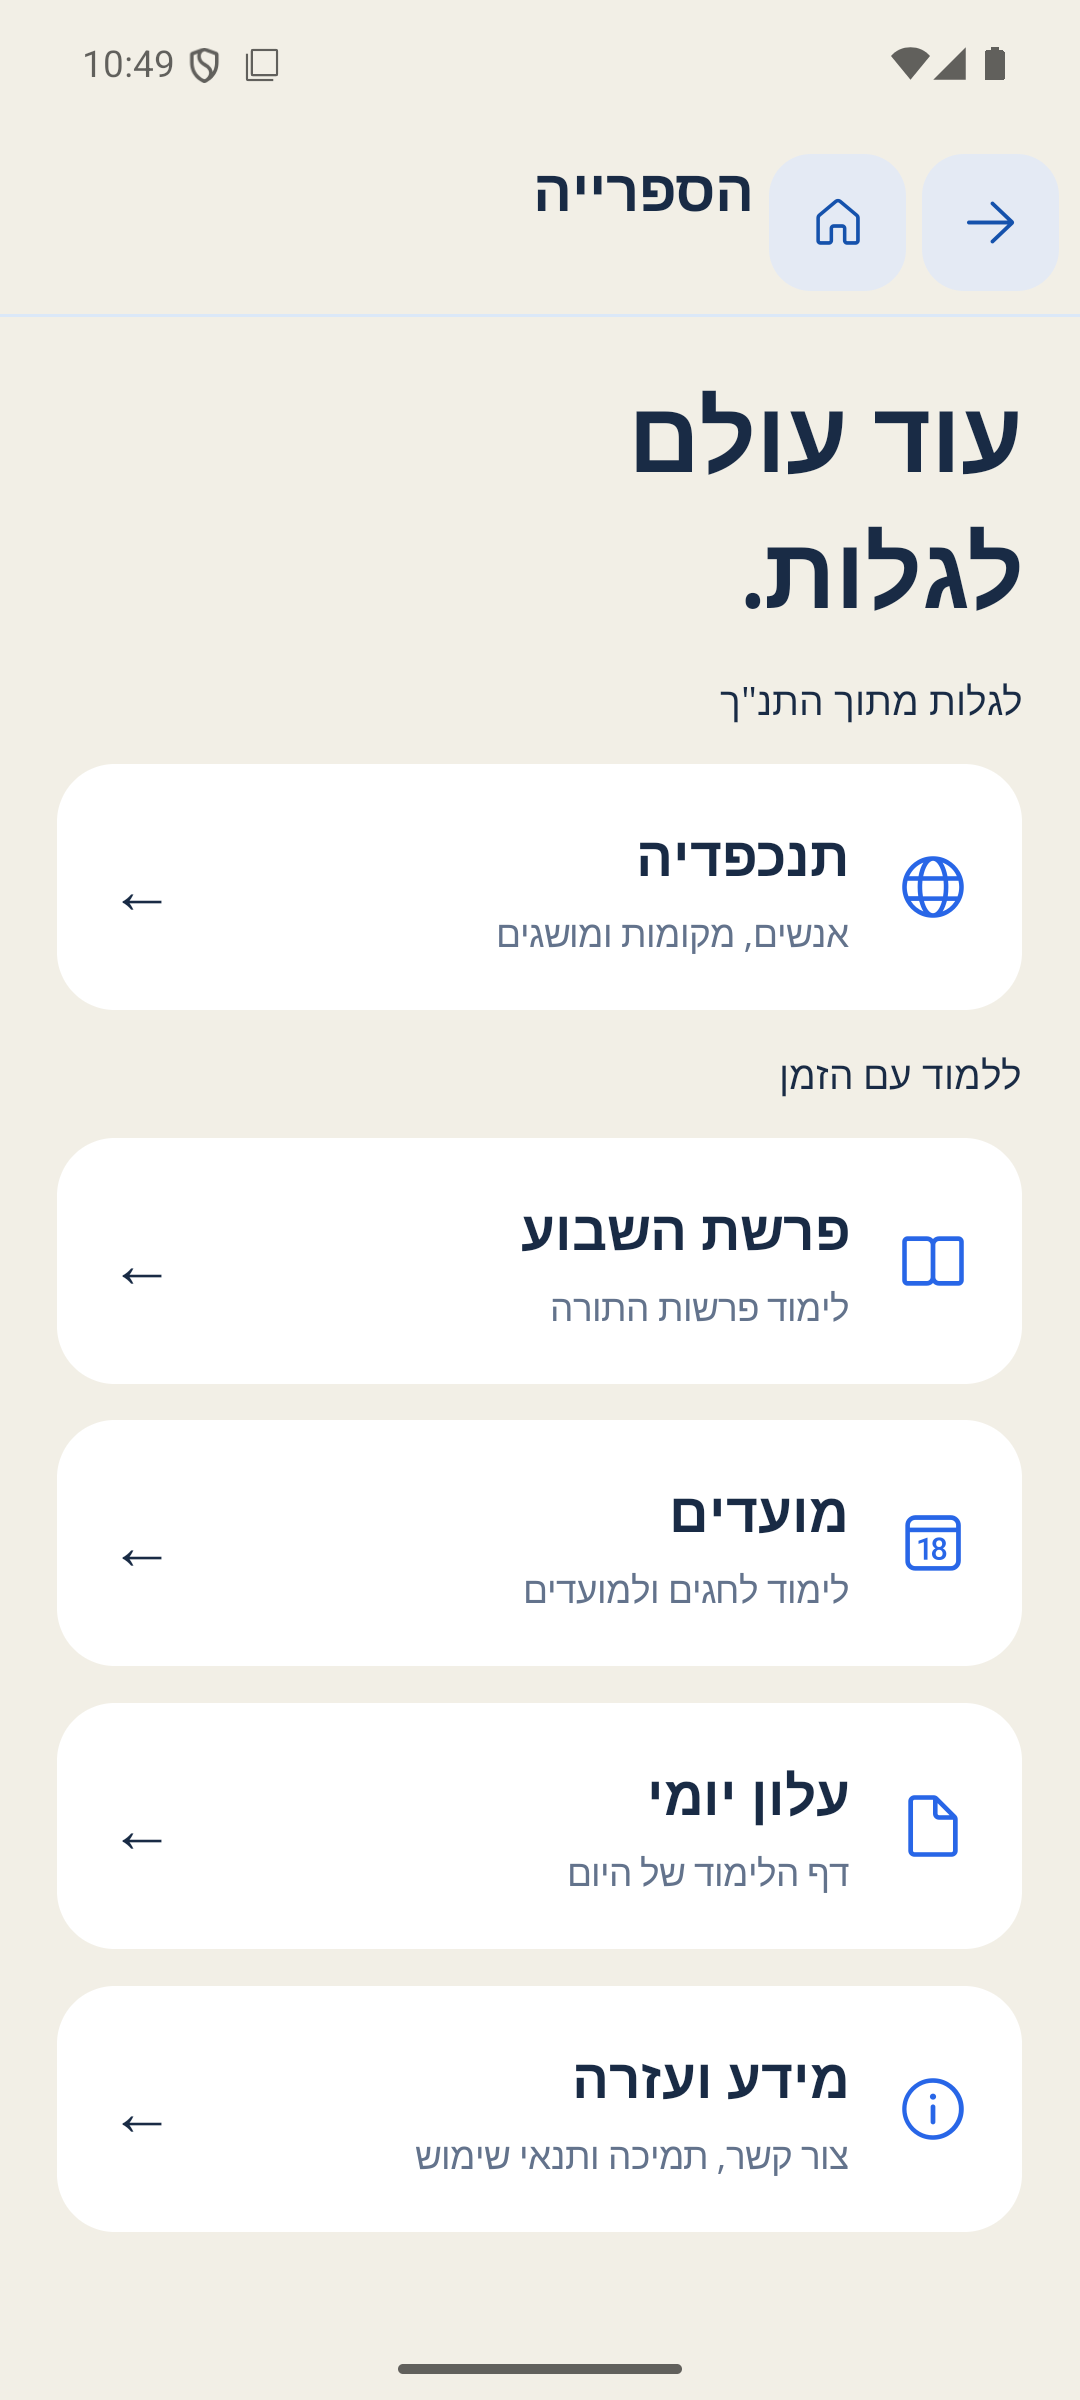 10:49
הספרייה
עוד עולם
לגלות.
לגלות מתוך התנ"ך
תנכפדיה
אנשים, מקומות ומושגים
ללמוד עם הזמן
פרשת השבוע
לימוד פרשות התורה
מועדים
לימוד לחגים ולמועדים
18
עלון יומי
דף הלימוד של היום
מידע ועזרה
צור קשר, תמיכה ותנאי שימוש